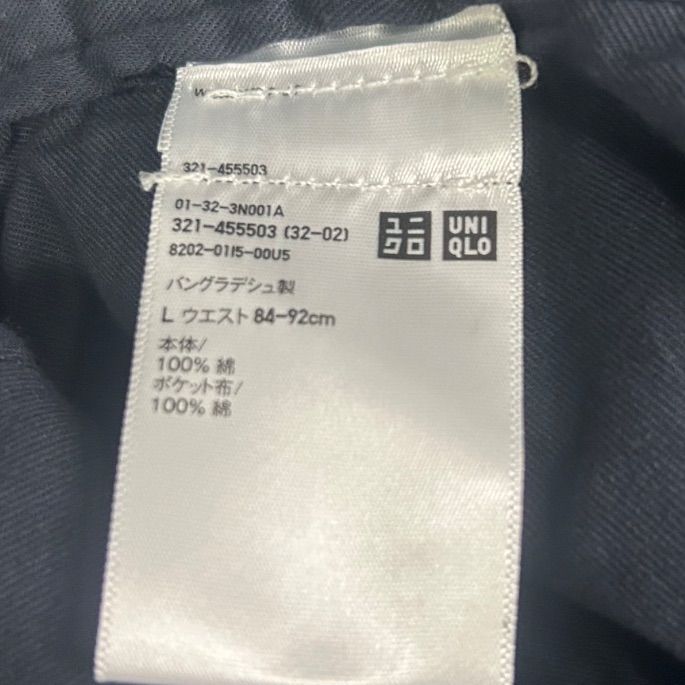 321-455503
01-32-3N001A
321-455503 (32-02)
8202-0115-00U5
ユニクロ
UNIQLO
バングラデシュ製
L ウエスト 84-92cm
本体/
100% 綿
ポケット布/
100% 綿